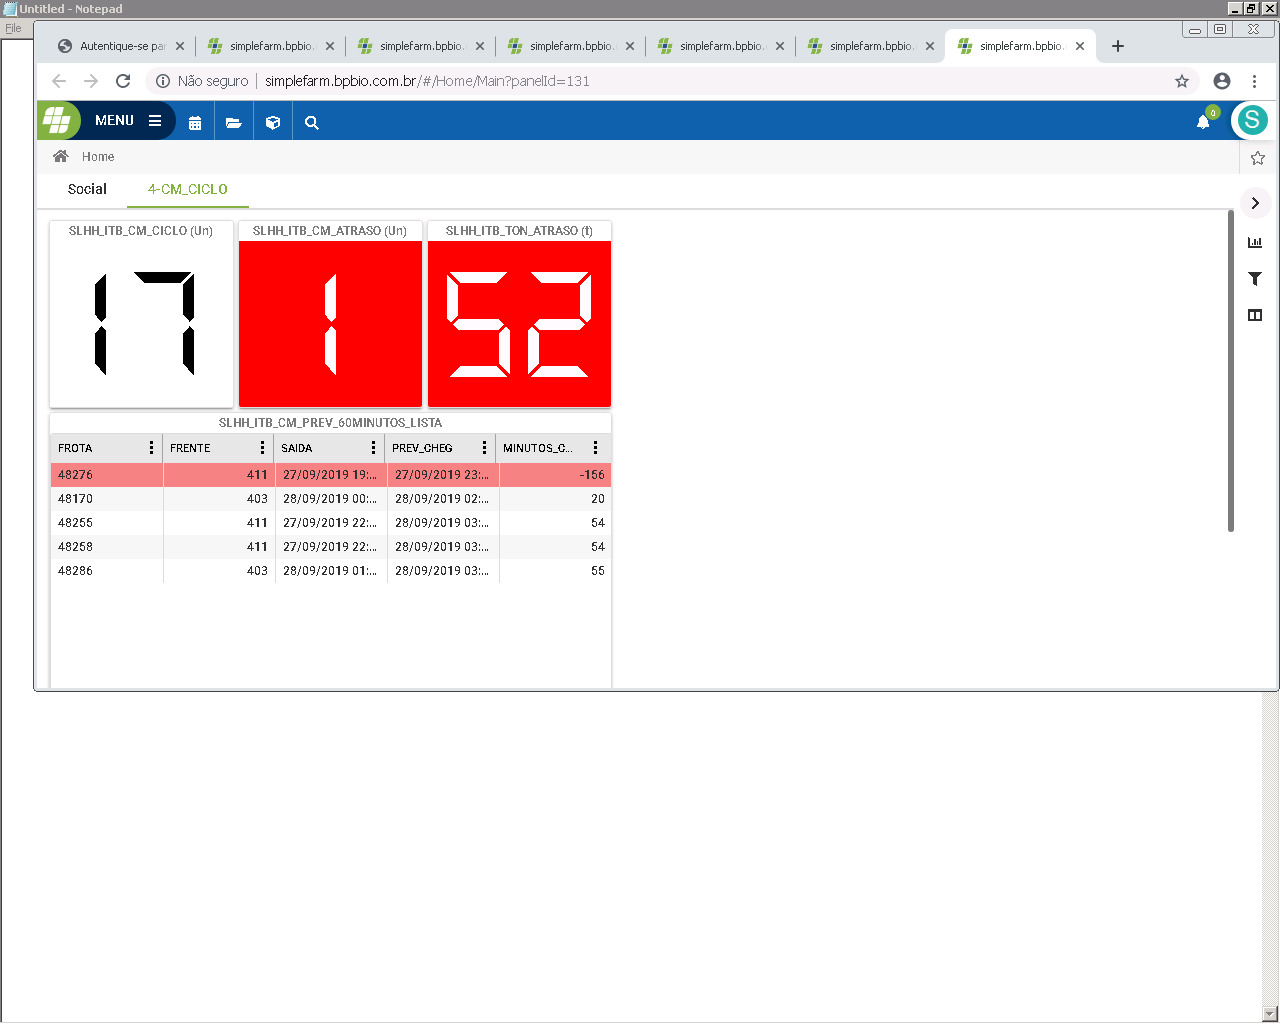 Untitled - Notepad
File
Autentique-se par
simplefarm.bpbio.
simplefarm.bpbio.
simplefarm.bpbio.
simplefarm.bpbio.
simplefarm.bpbio.
simplefarm.bpbio.
Não seguro | simplefarm.bpbio.com.br/#/Home/Main?panelId=131
MENU
0
S
Home
Social
4-CM_CICLO
SLHH_ITB_CM_CICLO (Un)
SLHH_ITB_CM_ATRASO (Un)
SLHH_ITB_TON_ATRASO (t)
17
1
52
SLHH_ITB_CM_PREV_60MINUTOS_LISTA
FROTA FRENTE SAIDA PREV_CHEG MINUTOS_C...
48276 411 27/09/2019 19:... 27/09/2019 23:... -156
48170 403 28/09/2019 00:... 28/09/2019 02:... 20
48255 411 27/09/2019 22:... 28/09/2019 03:... 54
48258 411 27/09/2019 22:... 28/09/2019 03:... 54
48286 403 28/09/2019 01:... 28/09/2019 03:... 55